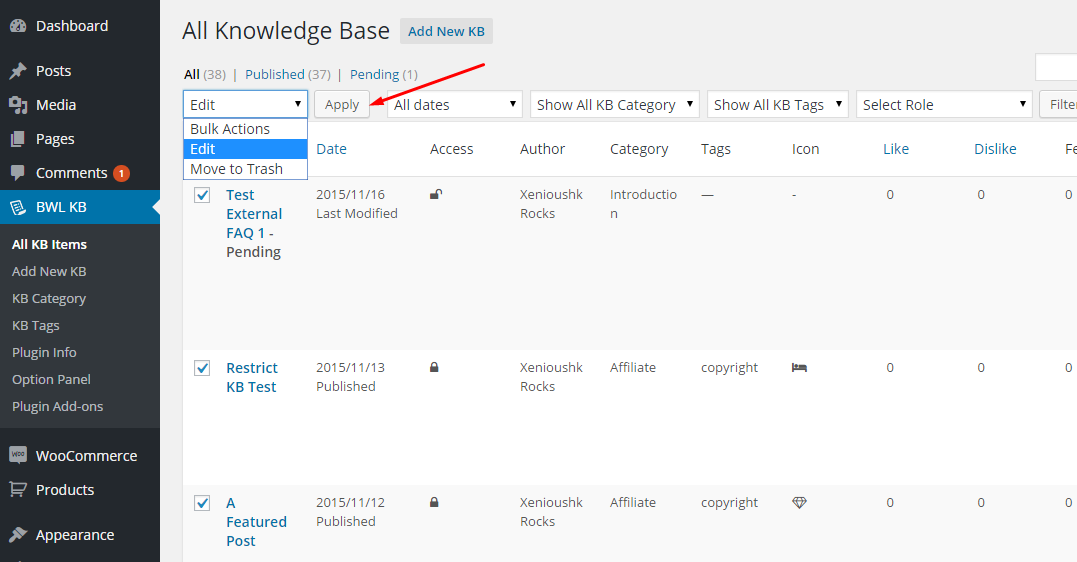 Dashboard
Posts
Media
Pages
Comments 1
BWL KB
All KB Items
Add New KB
KB Category
KB Tags
Plugin Info
Option Panel
Plugin Add-ons
WOO WooCommerce
Products
Appearance
All Knowledge Base Add New KB
All (38) | Published (37) | Pending (1)
Edit Apply All dates Show All KB Category Show All KB Tags Select Role Filter
Bulk Actions
Edit
Move to Trash
Date Access Author Category Tags Icon Like Dislike Fe
Test 2015/11/16 Xenioushk Introductio — - 0 0 0
External Last Modified Rocks n
FAQ 1 -
Pending
Restrict 2015/11/13 Xenioushk Affiliate copyright 0 0 0
KB Test Published Rocks
A 2015/11/12 Xenioushk Affiliate copyright 0 0 0
Featured Published Rocks
Post